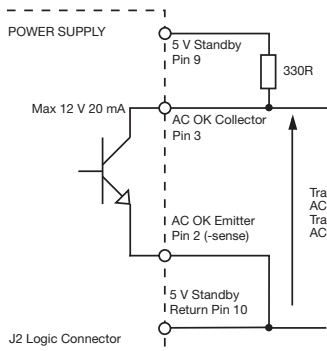 POWER SUPPLY
5 V Standby
Pin 9
330R
Max 12 V 20 mA
AC OK Collector
Pin 3
Tra
AC
Tra
AC
AC OK Emitter
Pin 2 (-sense)
5 V Standby
Return Pin 10
J2 Logic Connector